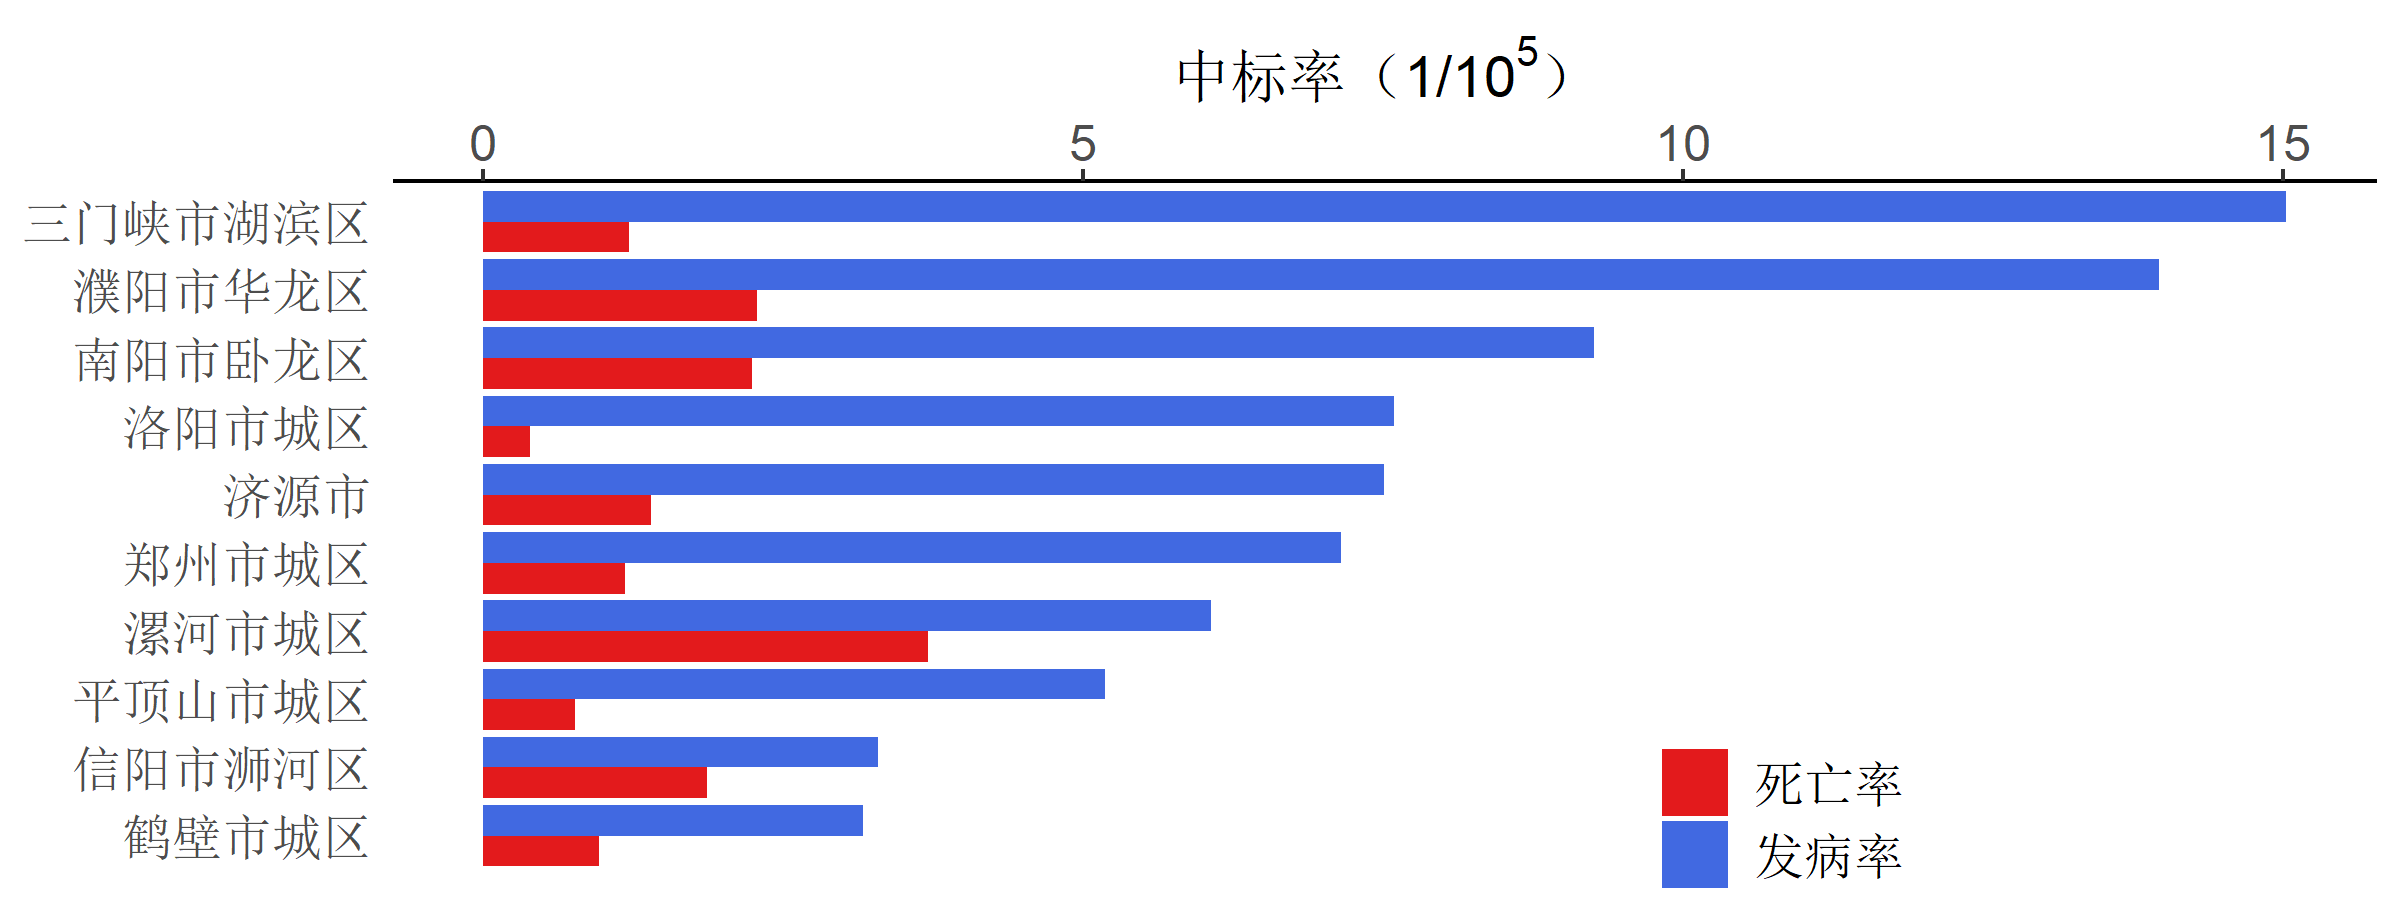 中标率（1/10⁵）
0 5 10 15
三门峡市湖滨区
濮阳市华龙区
南阳市卧龙区
洛阳市城区
济源市
郑州市城区
漯河市城区
平顶山市城区
信阳市浉河区
鹤壁市城区
死亡率
发病率